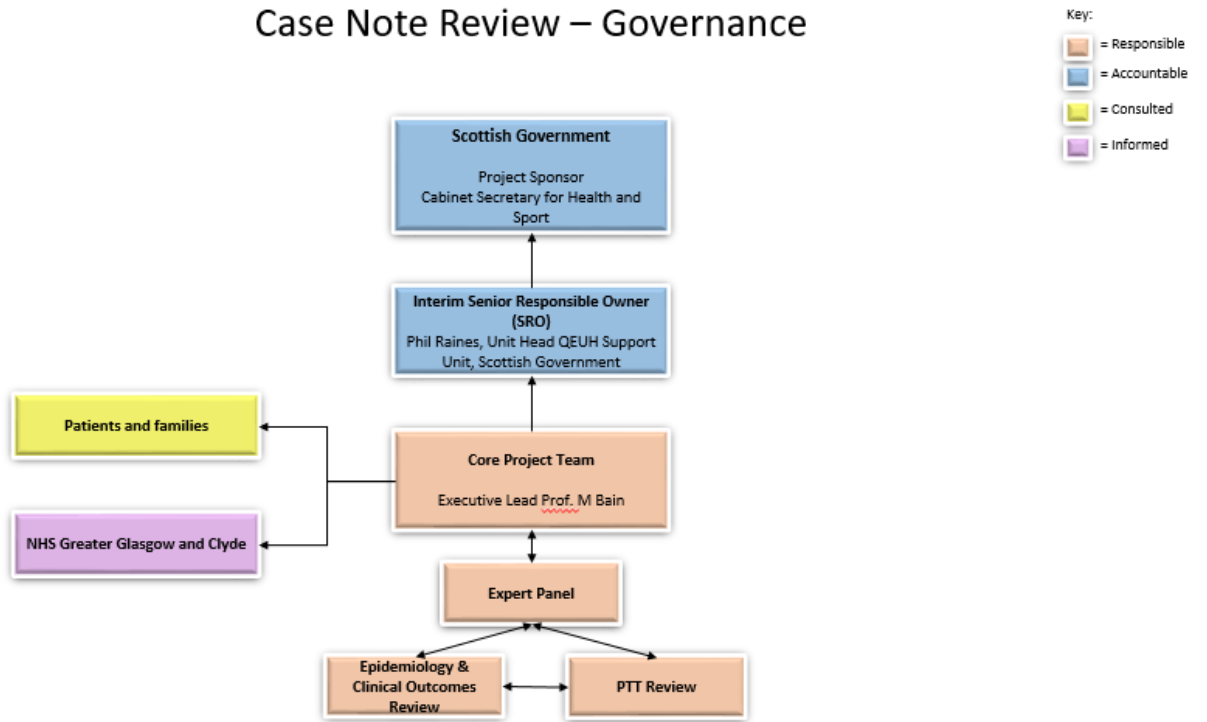 Case Note Review – Governance
Key:
= Responsible
= Accountable
= Consulted
= Informed
Scottish Government
Project Sponsor
Cabinet Secretary for Health and
Sport
Interim Senior Responsible Owner
(SRO)
Phil Raines, Unit Head QEUH Support
Unit, Scottish Government
Patients and families
Core Project Team
Executive Lead Prof. M Bain
NHS Greater Glasgow and Clyde
Expert Panel
Epidemiology &
Clinical Outcomes
Review
PTT Review